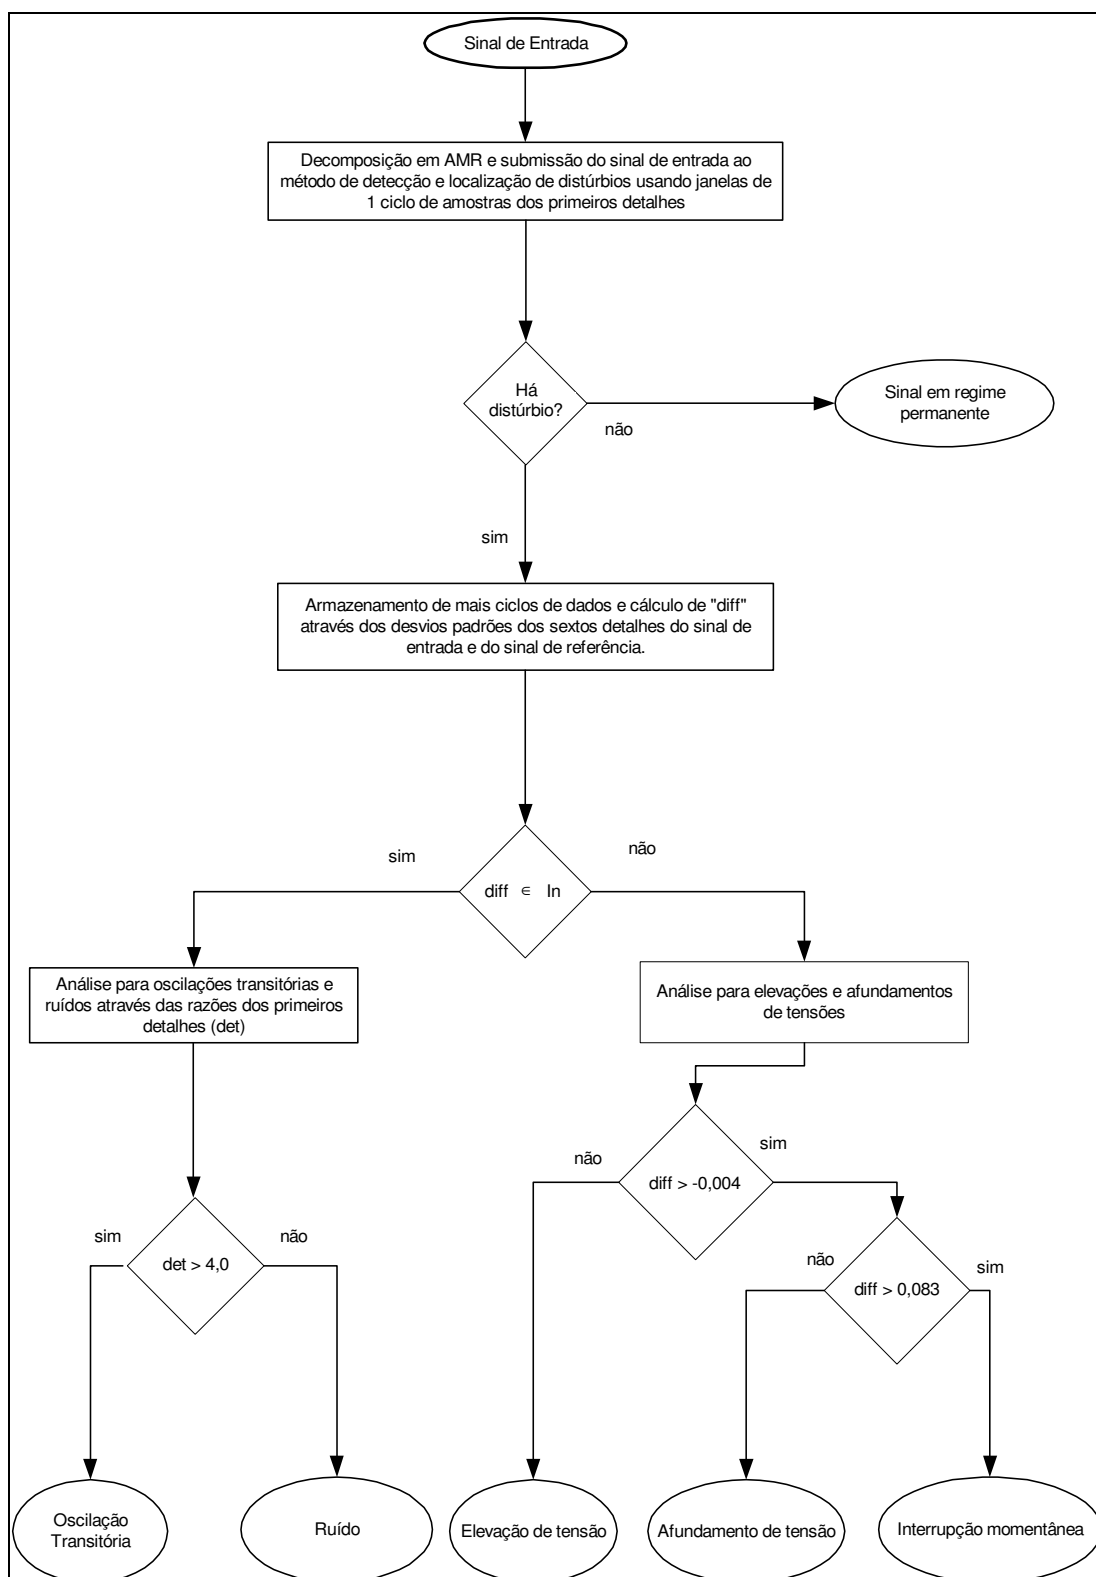 Sinal de Entrada
Decomposição em AMR e submissão do sinal de entrada ao
método de detecção e localização de distúrbios usando janelas de
1 ciclo de amostras dos primeiros detalhes
Há
distúrbio?
não
Sinal em regime
permanente
sim
Armazenamento de mais ciclos de dados e cálculo de "diff"
através dos desvios padrões dos sextos detalhes do sinal de
entrada e do sinal de referência.
sim
não
diff ∈ In
Análise para oscilações transitórias e
ruídos através das razões dos primeiros
detalhes (det)
Análise para elevações e afundamentos
de tensões
não
sim
diff > -0,004
sim
não
det > 4,0
não
sim
diff > 0,083
Oscilação
Transitória
Ruído
Elevação de tensão
Afundamento de tensão
Interrupção momentânea